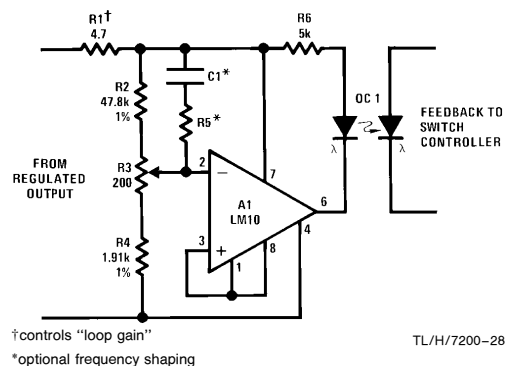 R1†
4.7
R6
5k
C1*
R2
47.8k
1%
OC 1
R5*
FEEDBACK TO
SWITCH
CONTROLLER
λ
λ
FROM
REGULATED
OUTPUT
R3
200
2
−
7
A1
LM10
6
4
3
+
8
1
R4
1.91k
1%
†controls “loop gain”
TL/H/7200–28
*optional frequency shaping